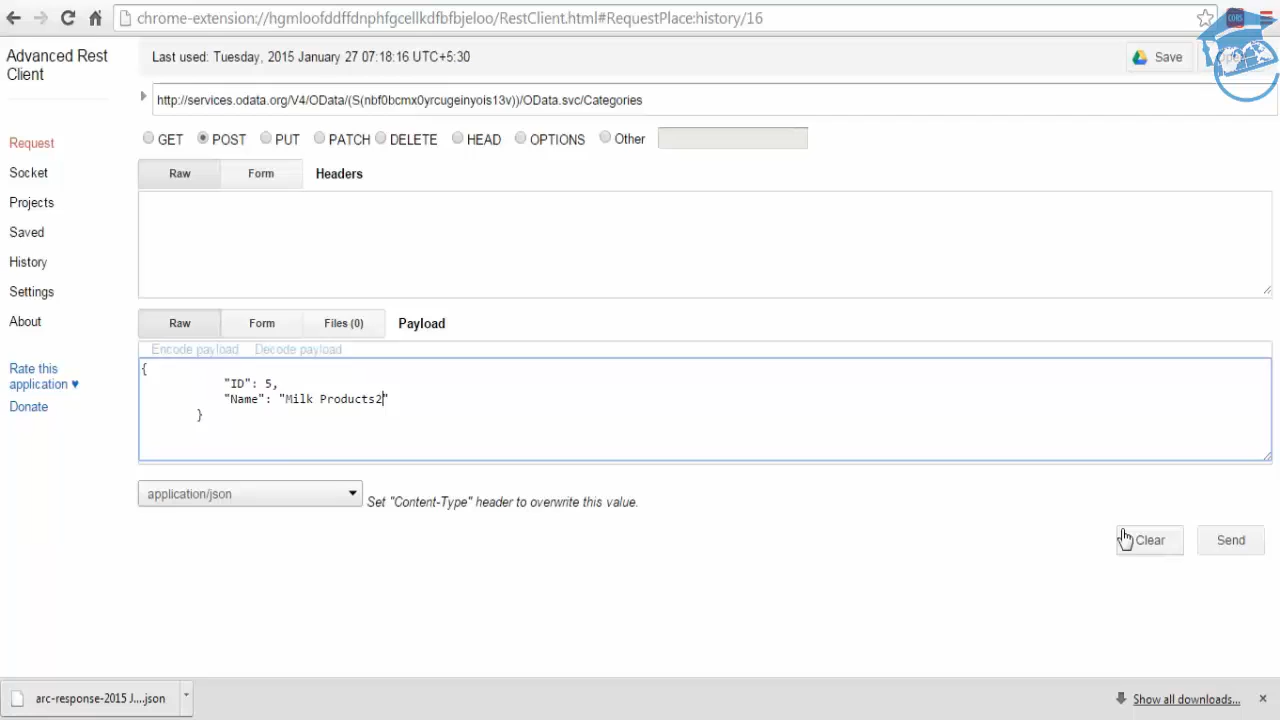 chrome-extension://hgmloofddffdnphfgcellkdfbfbjeloo/RestClient.html#RequestPlace:history/16
CORS
Advanced Rest
Client
Last used: Tuesday, 2015 January 27 07:18:16 UTC+5:30
Save
http://services.odata.org/V4/OData/(S(nbf0bcmx0yrcugeinyois13v))/OData.svc/Categories
Request
GET POST PUT PATCH DELETE HEAD OPTIONS Other
Socket
Raw Form Headers
Projects
Saved
History
Settings
About
Raw Form Files (0) Payload
Encode payload Decode payload
Rate this
application ♥
Donate
{
"ID": 5,
"Name": "Milk Products2"
}
application/json
Set "Content-Type" header to overwrite this value.
Clear Send
arc-response-2015 J....json
Show all downloads...